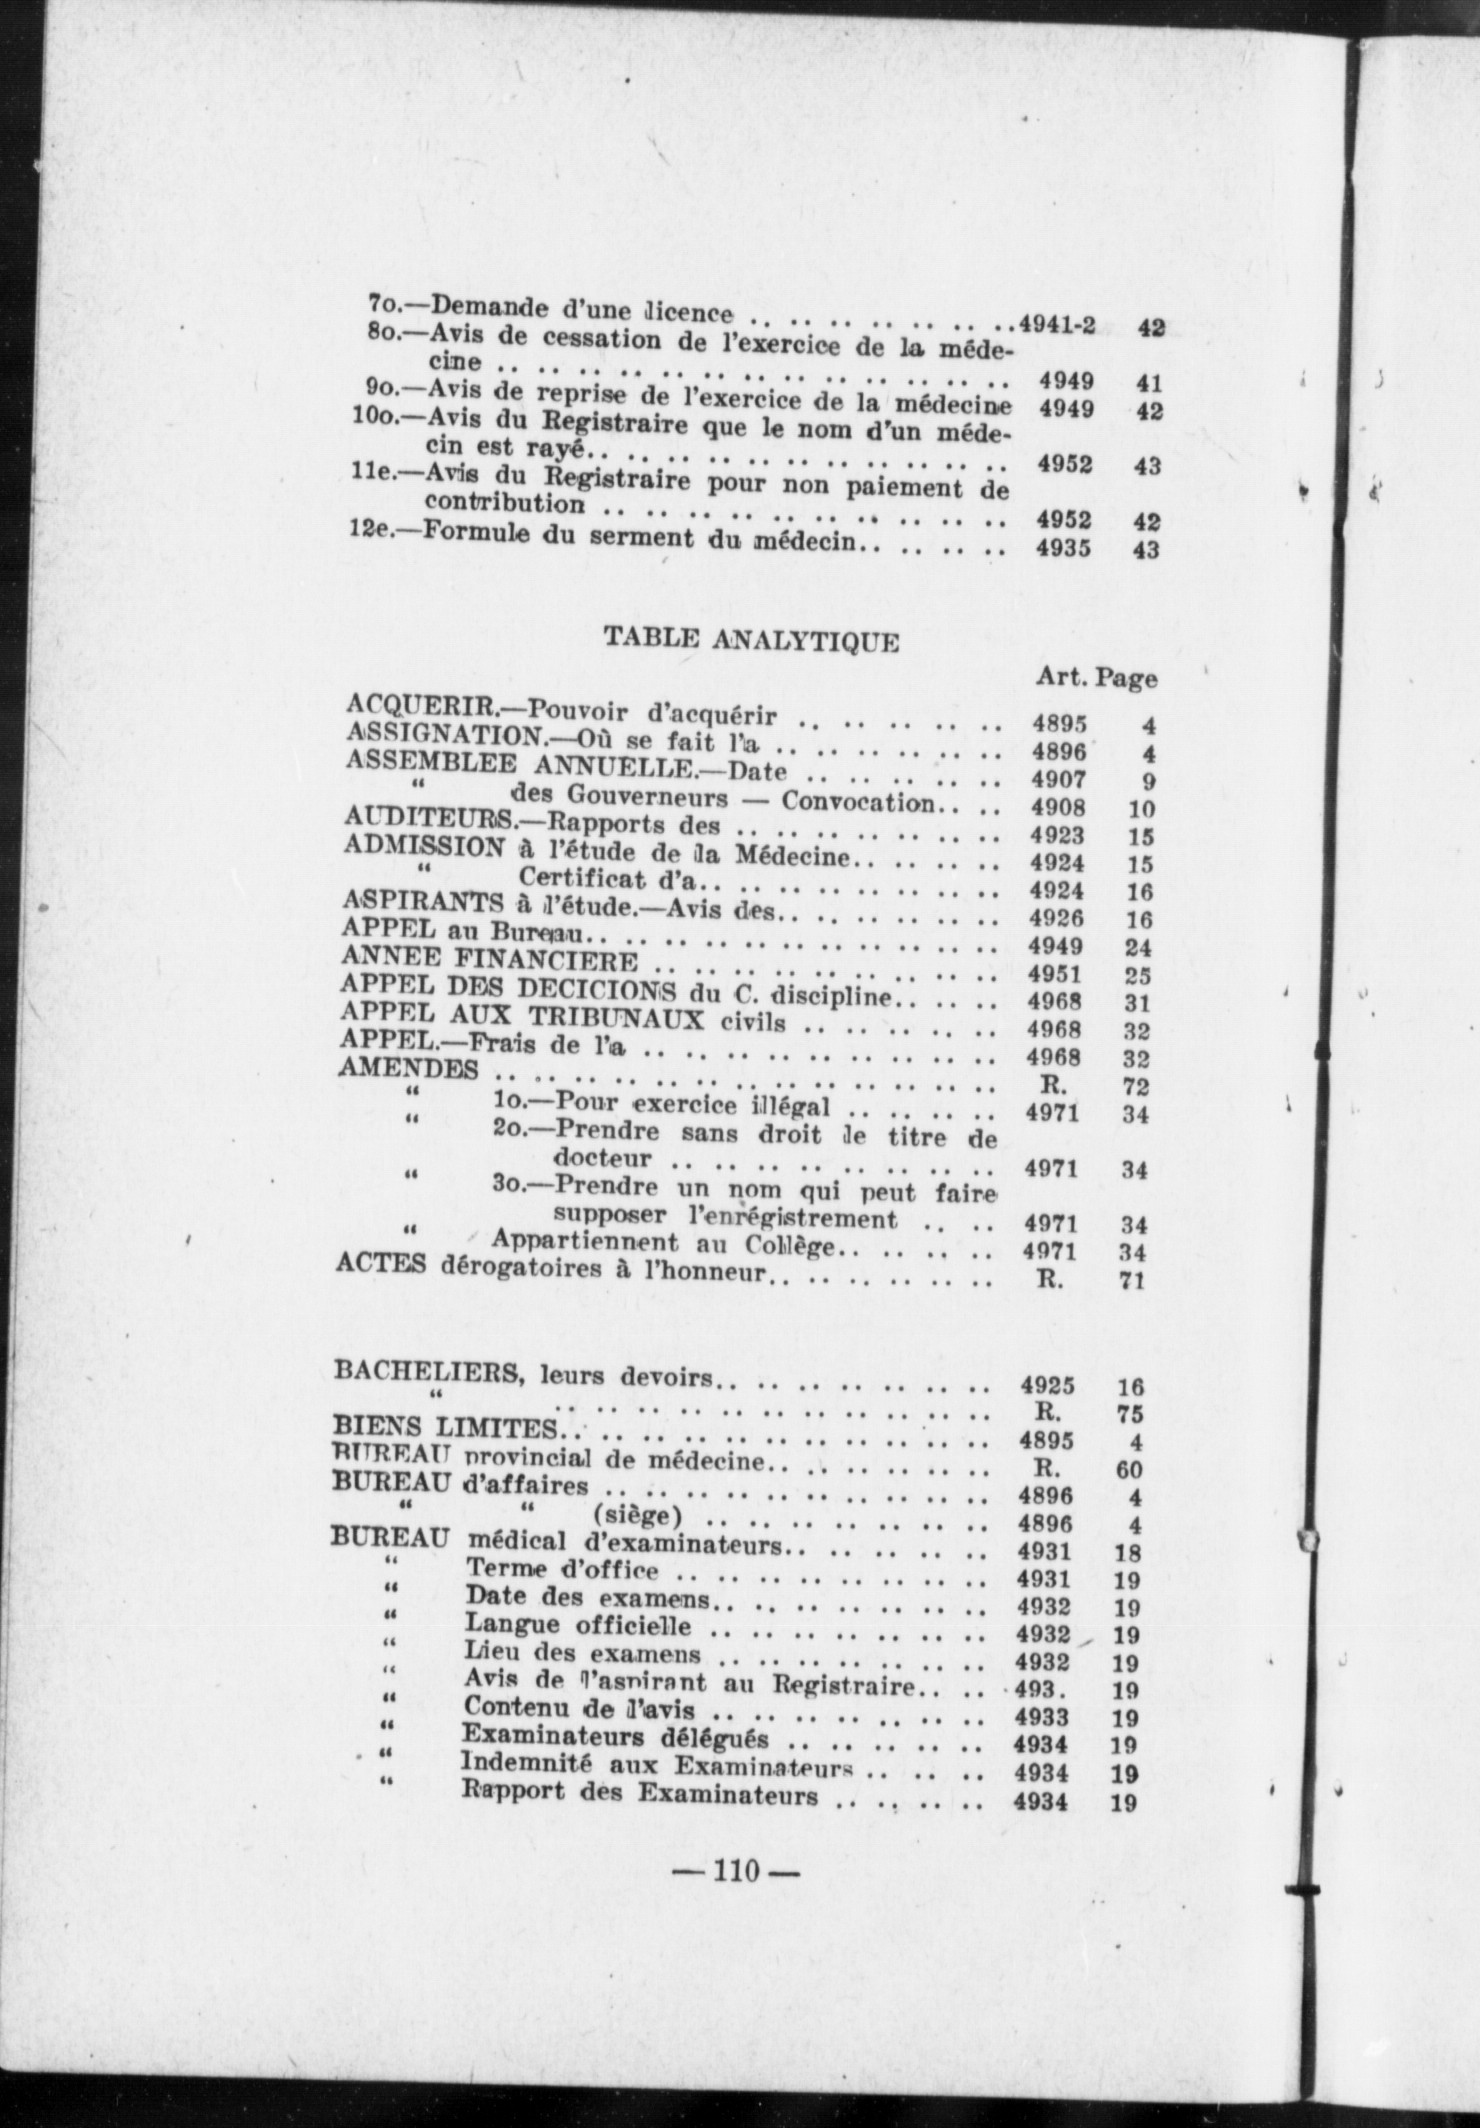 7o.—Demande d'une licence .. .. .. .. .. .. ..4941-2 42
8o.—Avis de cessation de l'exercice de la méde-
cine .. .. .. .. .. .. .. .. .. .. .. .. .. 4949 41
9o.—Avis de reprise de l'exercice de la médecine 4949 42
10o.—Avis du Registraire que le nom d'un méde-
cin est rayé.. .. .. .. .. .. .. .. .. .. .. 4952 43
11e.—Avis du Registraire pour non paiement de
contribution .. .. .. .. .. .. .. .. .. .. 4952 42
12e.—Formule du serment du médecin.. .. .. .. 4935 43
TABLE ANALYTIQUE
Art. Page
ACQUERIR.—Pouvoir d'acquérir .. .. .. .. .. .. 4895 4
ASSIGNATION.—Où se fait l'a .. .. .. .. .. .. 4896 4
ASSEMBLEE ANNUELLE.—Date .. .. .. .. .. 4907 9
“ des Gouverneurs — Convocation.. .. 4908 10
AUDITEURS.—Rapports des .. .. .. .. .. .. .. 4923 15
ADMISSION à l'étude de la Médecine.. .. .. .. 4924 15
“ Certificat d'a.. .. .. .. .. .. .. .. 4924 16
ASPIRANTS à l'étude.—Avis des.. .. .. .. .. .. 4926 16
APPEL au Bureau.. .. .. .. .. .. .. .. .. .. .. 4949 24
ANNEE FINANCIERE .. .. .. .. .. .. .. .. .. 4951 25
APPEL DES DECICIONS du C. discipline.. .. .. 4968 31
APPEL AUX TRIBUNAUX civils .. .. .. .. .. 4968 32
APPEL.—Frais de l'a .. .. .. .. .. .. .. .. .. 4968 32
AMENDES .. .. .. .. .. .. .. .. .. .. .. .. .. R. 72
“ 1o.—Pour exercice illégal .. .. .. .. 4971 34
“ 2o.—Prendre sans droit le titre de
docteur .. .. .. .. .. .. .. .. 4971 34
“ 3o.—Prendre un nom qui peut faire
supposer l'enrégistrement .. .. 4971 34
“ Appartiennent au Collège.. .. .. .. 4971 34
ACTES dérogatoires à l'honneur.. .. .. .. .. .. R. 71
BACHELIERS, leurs devoirs.. .. .. .. .. .. .. 4925 16
“ .. .. .. .. .. .. .. .. .. .. .. R. 75
BIENS LIMITES.. .. .. .. .. .. .. .. .. .. .. 4895 4
BUREAU provincial de médecine.. .. .. .. .. .. R. 60
BUREAU d'affaires .. .. .. .. .. .. .. .. .. .. 4896 4
“ “ (siège) .. .. .. .. .. .. .. 4896 4
BUREAU médical d'examinateurs.. .. .. .. .. .. 4931 18
“ Terme d'office .. .. .. .. .. .. .. .. 4931 19
“ Date des examens.. .. .. .. .. .. .. 4932 19
“ Langue officielle .. .. .. .. .. .. .. 4932 19
“ Lieu des examens .. .. .. .. .. .. .. 4932 19
“ Avis de l'aspirant au Registraire.. .. 493. 19
“ Contenu de l'avis .. .. .. .. .. .. .. 4933 19
“ Examinateurs délégués .. .. .. .. .. 4934 19
“ Indemnité aux Examinateurs .. .. .. 4934 19
“ Rapport des Examinateurs .. .. .. .. 4934 19
— 110 —